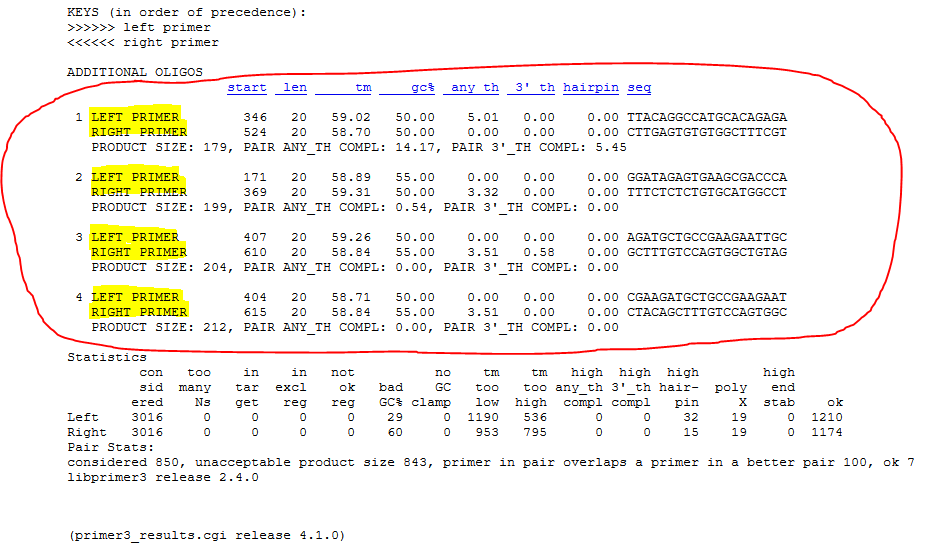 KEYS (in order of precedence):
>>>>>> left primer
<<<<<< right primer
ADDITIONAL OLIGOS
start len tm gc% any th 3' th hairpin seq
1 LEFT PRIMER 346 20 59.02 50.00 5.01 0.00 0.00 TTACAGGCCATGCACAGAGA
RIGHT PRIMER 524 20 58.70 50.00 0.00 0.00 0.00 CTTGAGTGTGTGGCTTTCGT
PRODUCT SIZE: 179, PAIR ANY_TH COMPL: 14.17, PAIR 3'_TH COMPL: 5.45
2 LEFT PRIMER 171 20 58.89 55.00 0.00 0.00 0.00 GGATAGAGTGAAGCGACCCA
RIGHT PRIMER 369 20 59.31 50.00 3.32 0.00 0.00 TTTCTCTCTGTGCATGGCCT
PRODUCT SIZE: 199, PAIR ANY_TH COMPL: 0.54, PAIR 3'_TH COMPL: 0.00
3 LEFT PRIMER 407 20 59.26 50.00 0.00 0.00 0.00 AGATGCTGCCGAAGAATTGC
RIGHT PRIMER 610 20 58.84 55.00 3.51 0.58 0.00 GCTTTGTCCAGTGGCTGTAG
PRODUCT SIZE: 204, PAIR ANY_TH COMPL: 0.00, PAIR 3'_TH COMPL: 0.00
4 LEFT PRIMER 404 20 58.71 50.00 0.00 0.00 0.00 CGAAGATGCTGCCGAAGAAT
RIGHT PRIMER 615 20 58.84 55.00 3.51 0.00 0.00 CTACAGCTTTGTCCAGTGGC
PRODUCT SIZE: 212, PAIR ANY_TH COMPL: 0.00, PAIR 3'_TH COMPL: 0.00
Statistics
con too in in not no tm tm high high high high
sid many tar excl ok bad GC too too any_th 3'_th hair- poly end
ered Ns get reg reg GC% clamp low high compl compl pin X stab ok
Left 3016 0 0 0 0 29 0 1190 536 0 0 32 19 0 1210
Right 3016 0 0 0 0 60 0 953 795 0 0 15 19 0 1174
Pair Stats:
considered 850, unacceptable product size 843, primer in pair overlaps a primer in a better pair 100, ok 7
libprimer3 release 2.4.0
(primer3_results.cgi release 4.1.0)